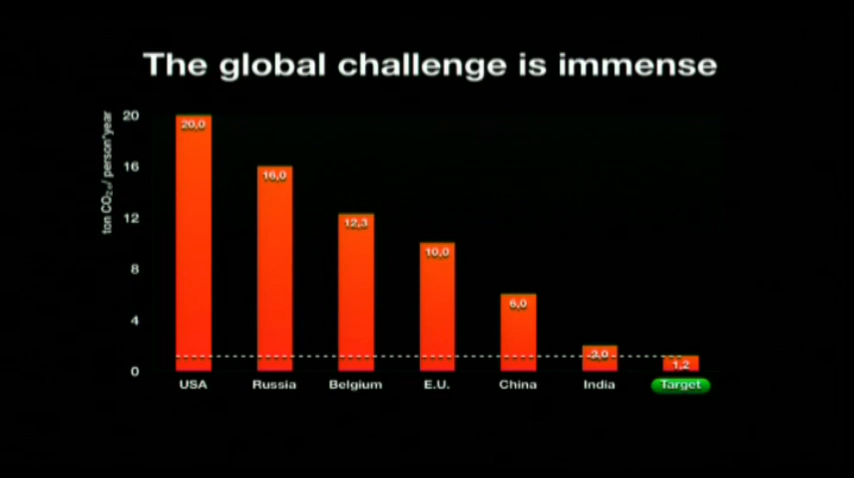 The global challenge is immense
ton CO₂e/ person*year
20
16
12
8
4
0
20,0
16,0
12,3
10,0
6,0
2,0
1,2
USA
Russia
Belgium
E.U.
China
India
Target